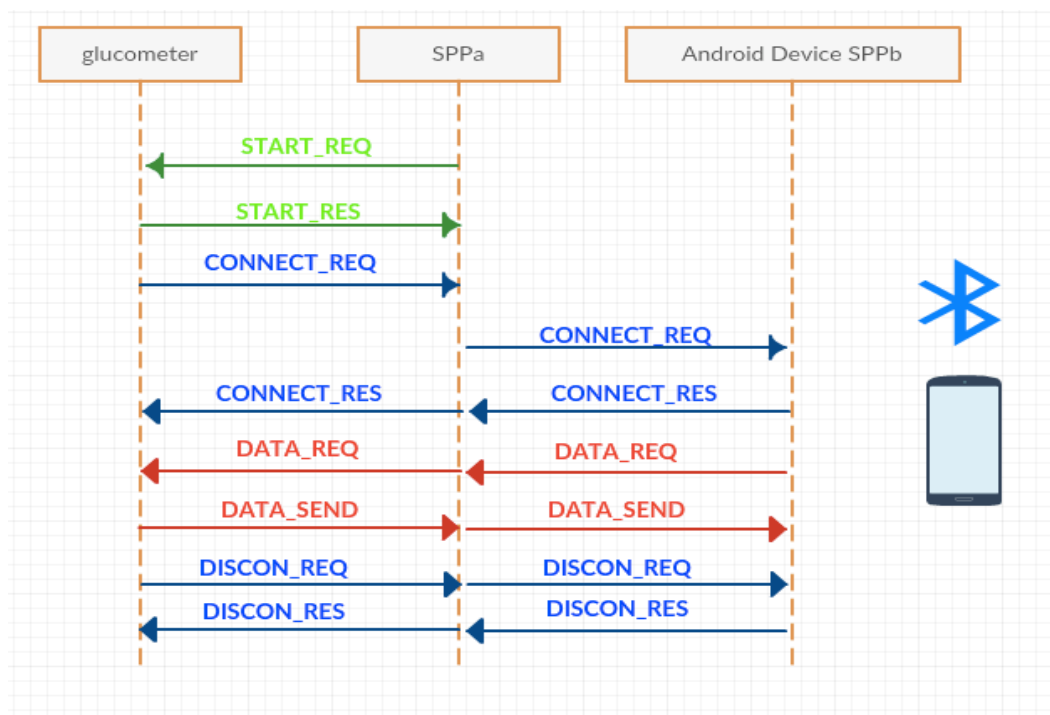 glucometer
SPPa
Android Device SPPb
START_REQ
START_RES
CONNECT_REQ
CONNECT_REQ
CONNECT_RES
CONNECT_RES
DATA_REQ
DATA_REQ
DATA_SEND
DATA_SEND
DISCON_REQ
DISCON_REQ
DISCON_RES
DISCON_RES